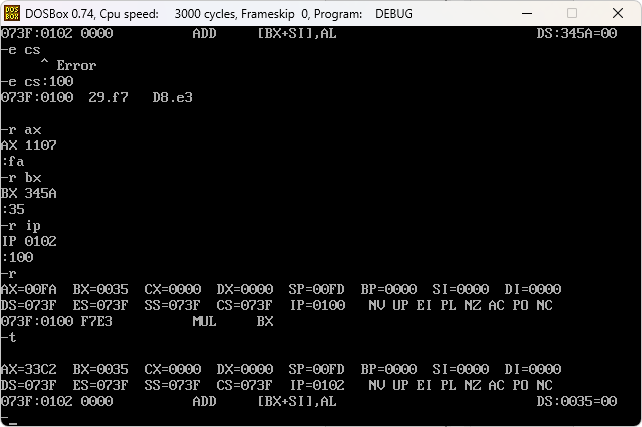 DOSBox 0.74, Cpu speed: 3000 cycles, Frameskip 0, Program: DEBUG
073F:0102 0000 ADD [BX+SI],AL DS:345A=00
-e cs
^ Error
-e cs:100
073F:0100 29.f7 D8.e3
-r ax
AX 1107
:fa
-r bx
BX 345A
:35
-r ip
IP 0102
:100
-r
AX=00FA BX=0035 CX=0000 DX=0000 SP=00FD BP=0000 SI=0000 DI=0000
DS=073F ES=073F SS=073F CS=073F IP=0100 NV UP EI PL NZ AC PO NC
073F:0100 F7E3 MUL BX
-t
AX=33C2 BX=0035 CX=0000 DX=0000 SP=00FD BP=0000 SI=0000 DI=0000
DS=073F ES=073F SS=073F CS=073F IP=0102 NV UP EI PL NZ AC PO NC
073F:0102 0000 ADD [BX+SI],AL DS:0035=00
-_